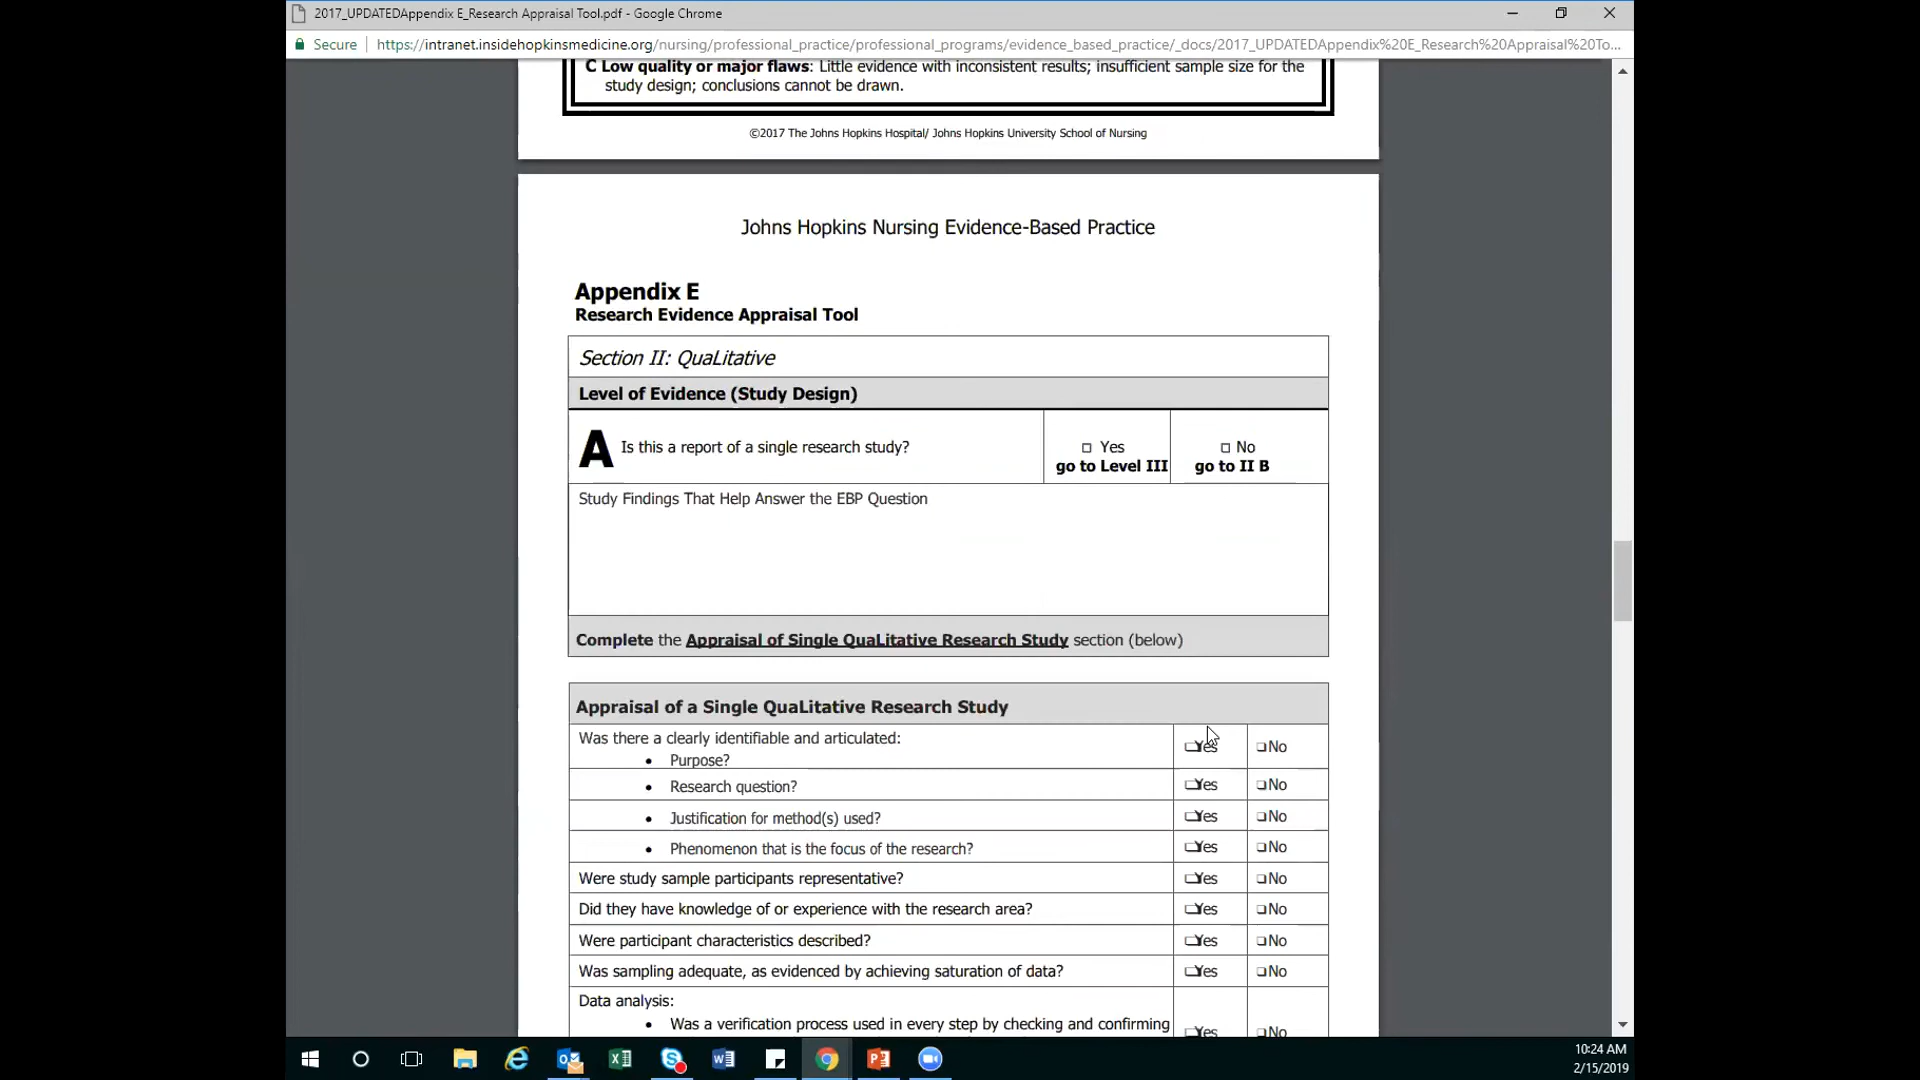 2017_UPDATEDAppendix E_Research Appraisal Tool.pdf - Google Chrome
Secure https://intranet.insidehopkinsmedicine.org/nursing/professional_practice/professional_programs/evidence_based_practice/_docs/2017_UPDATEDAppendix%20E_Research%20Appraisal%20To...
C Low quality or major flaws: Little evidence with inconsistent results; insufficient sample size for the
study design; conclusions cannot be drawn.
©2017 The Johns Hopkins Hospital/ Johns Hopkins University School of Nursing
Johns Hopkins Nursing Evidence-Based Practice
Appendix E
Research Evidence Appraisal Tool
Section II: QuaLitative
Level of Evidence (Study Design)
A Is this a report of a single research study? Yes No
go to Level III go to II B
Study Findings That Help Answer the EBP Question
Complete the Appraisal of Single QuaLitative Research Study section (below)
Appraisal of a Single QuaLitative Research Study
Was there a clearly identifiable and articulated:
• Purpose? Yes No
• Research question? Yes No
• Justification for method(s) used? Yes No
• Phenomenon that is the focus of the research? Yes No
Were study sample participants representative? Yes No
Did they have knowledge of or experience with the research area? Yes No
Were participant characteristics described? Yes No
Was sampling adequate, as evidenced by achieving saturation of data? Yes No
Data analysis:
• Was a verification process used in every step by checking and confirming Yes No
10:24 AM
2/15/2019